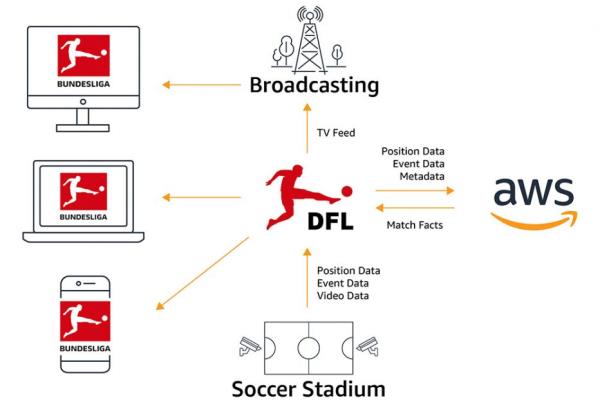 BUNDESLIGA
Broadcasting
TV Feed
Position Data
Event Data
Metadata
BUNDESLIGA
DFL
aws
Match Facts
Position Data
Event Data
Video Data
BUNDESLIGA
Soccer Stadium